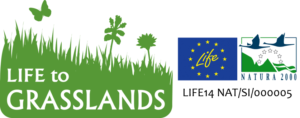 LIFE to
GRASSLANDS
Life
NATURA 2000
LIFE14 NAT/SI/000005